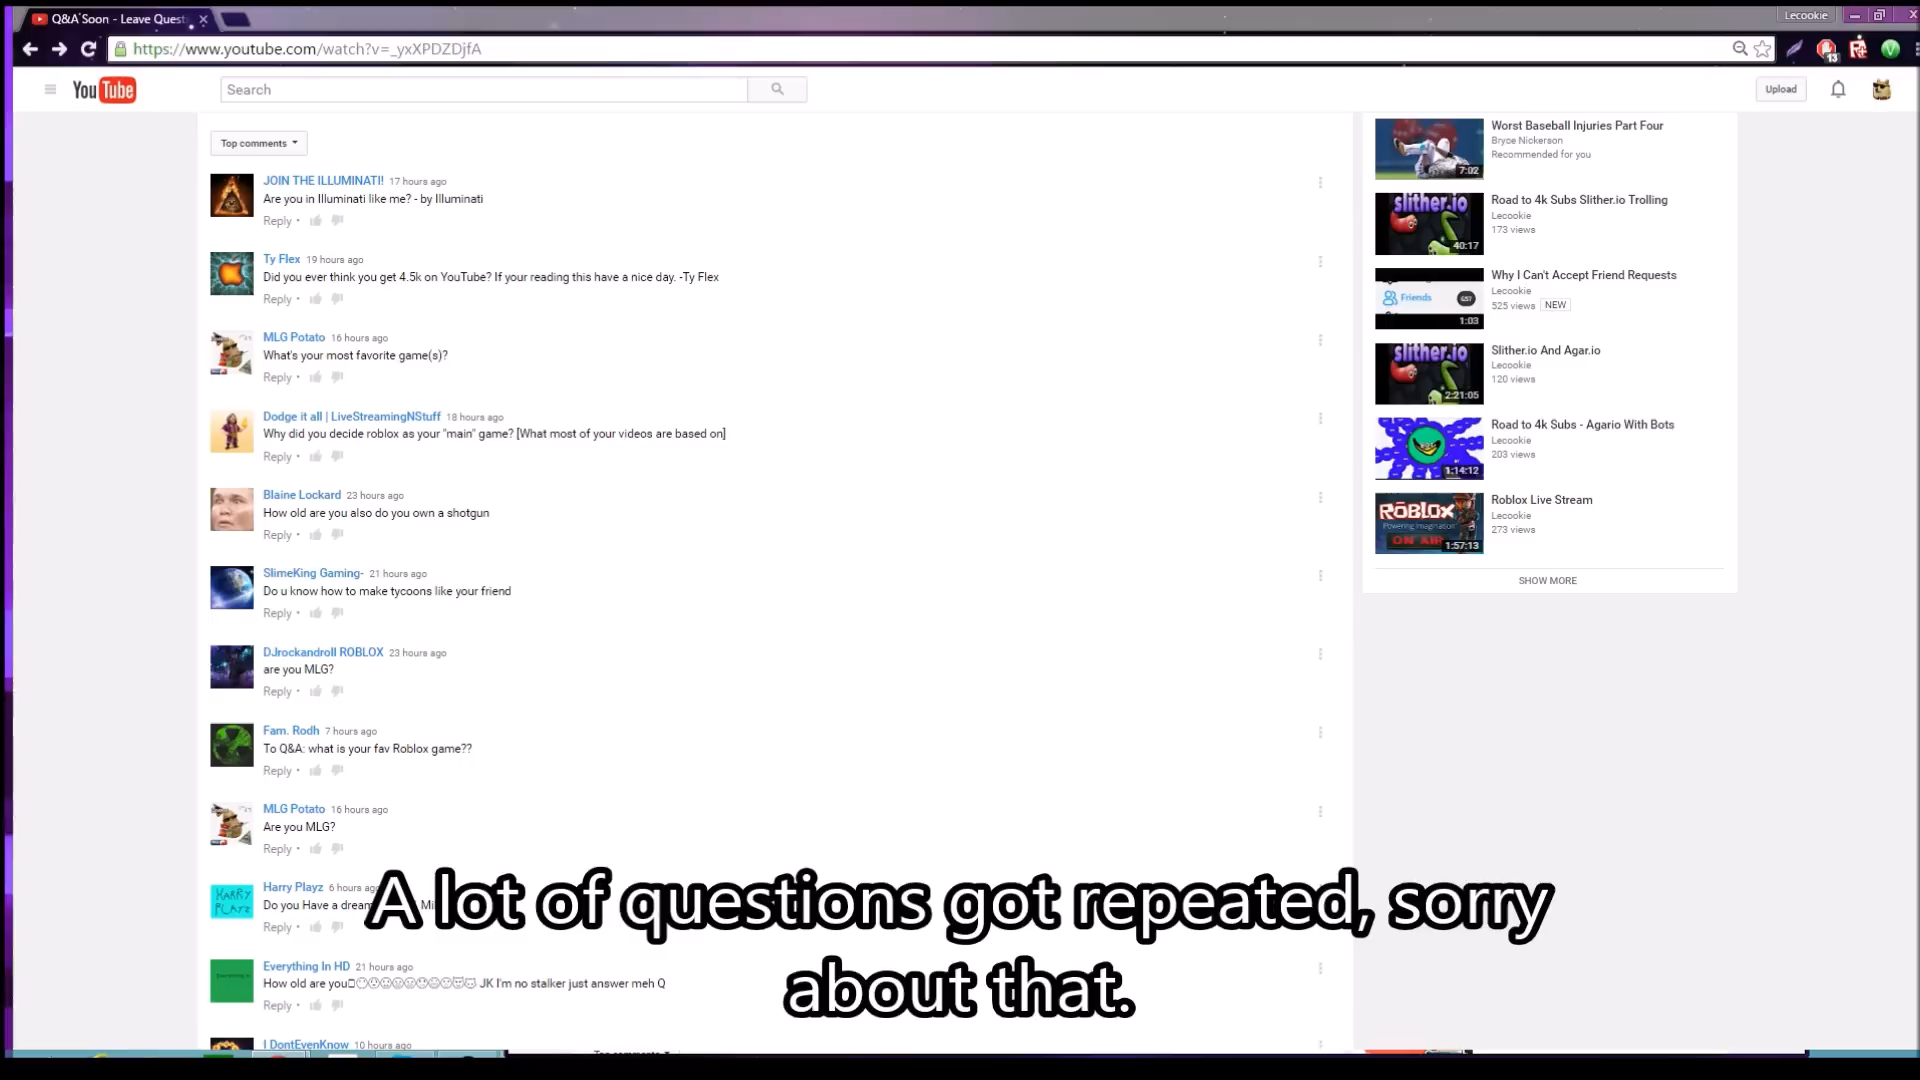 Q&A Soon - Leave Quest
Lecookie
https://www.youtube.com/watch?v=_yxXPDZDjfA
13
YouTube
Search
Upload
Top comments
JOIN THE ILLUMINATI! 17 hours ago
Are you in Illuminati like me? - by Illuminati
Reply •
Ty Flex 19 hours ago
Did you ever think you get 4.5k on YouTube? If your reading this have a nice day. -Ty Flex
Reply •
MLG Potato 16 hours ago
What's your most favorite game(s)?
Reply •
Dodge it all | LiveStreamingNStuff 18 hours ago
Why did you decide roblox as your "main" game? [What most of your videos are based on]
Reply •
Blaine Lockard 23 hours ago
How old are you also do you own a shotgun
Reply •
SlimeKing Gaming- 21 hours ago
Do u know how to make tycoons like your friend
Reply •
DJrockandroll ROBLOX 23 hours ago
are you MLG?
Reply •
Fam. Rodh 7 hours ago
To Q&A: what is your fav Roblox game??
Reply •
MLG Potato 16 hours ago
Are you MLG?
Reply •
HARRY
PLAYZ
Harry Playz 6 hours ag
Do you Have a dream
Reply •
Everything In HD 21 hours ago
How old are you JK I'm no stalker just answer meh Q
Reply •
I DontEvenKnow 10 hours ago
Top comments
A lot of questions got repeated, sorry
about that.
7:02
Worst Baseball Injuries Part Four
Bryce Nickerson
Recommended for you
slither.io
40:17
Road to 4k Subs Slither.io Trolling
Lecookie
173 views
Friends
1:03
Why I Can't Accept Friend Requests
Lecookie
525 views NEW
slither.io
2:21:05
Slither.io And Agar.io
Lecookie
120 views
1:14:12
Road to 4k Subs - Agario With Bots
Lecookie
203 views
ROBLOX
Powering Imagination
ON AIR
1:57:13
Roblox Live Stream
Lecookie
273 views
SHOW MORE